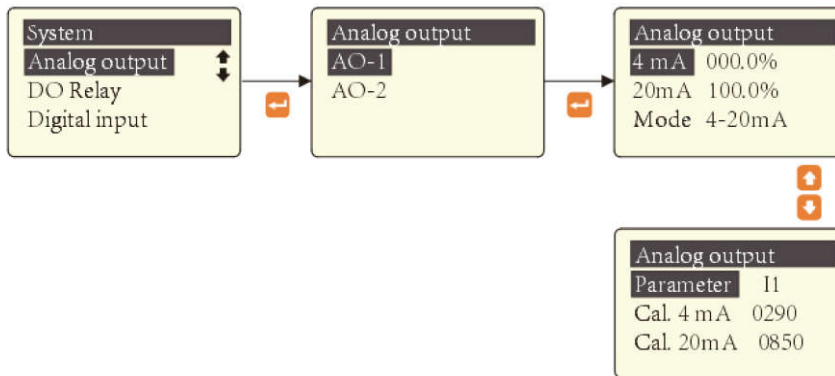 System
Analog output
DO Relay
Digital input
Analog output
AO-1
AO-2
Analog output
4 mA 000.0%
20mA 100.0%
Mode 4-20mA
Analog output
Parameter I1
Cal. 4 mA 0290
Cal. 20mA 0850